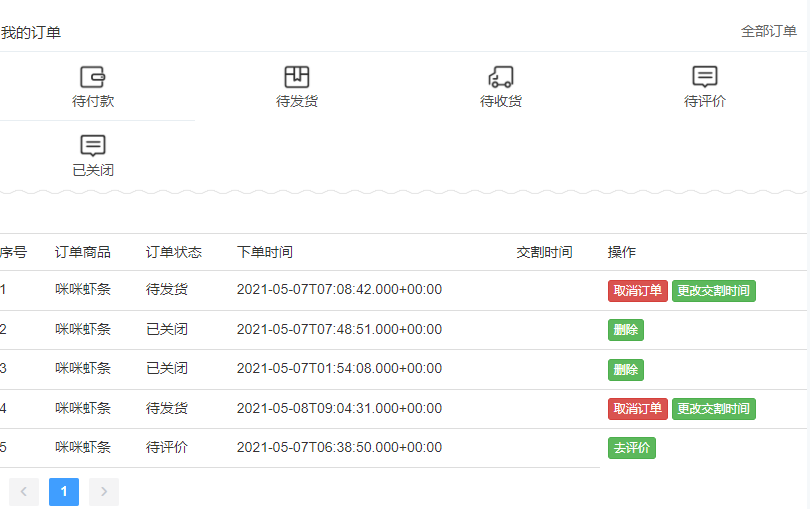 我的订单 全部订单
待付款 待发货 待收货 待评价
已关闭
序号 订单商品 订单状态 下单时间 交割时间 操作
1 咪咪虾条 待发货 2021-05-07T07:08:42.000+00:00 取消订单 更改交割时间
2 咪咪虾条 已关闭 2021-05-07T07:48:51.000+00:00 删除
3 咪咪虾条 已关闭 2021-05-07T01:54:08.000+00:00 删除
4 咪咪虾条 待发货 2021-05-08T09:04:31.000+00:00 取消订单 更改交割时间
5 咪咪虾条 待评价 2021-05-07T06:38:50.000+00:00 去评价
1